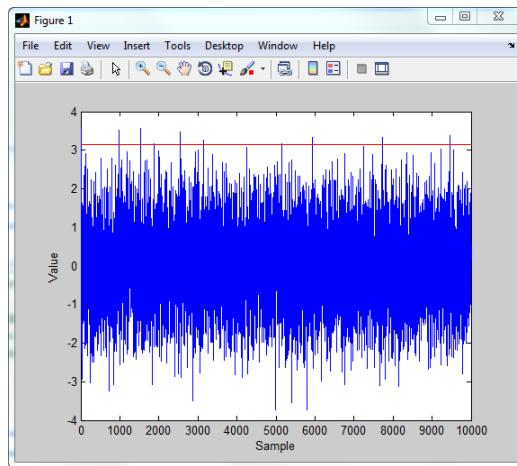 Figure 1
File Edit View Insert Tools Desktop Window Help
4
3
2
1
0
-1
-2
-3
-4
Value
0 1000 2000 3000 4000 5000 6000 7000 8000 9000 10000
Sample